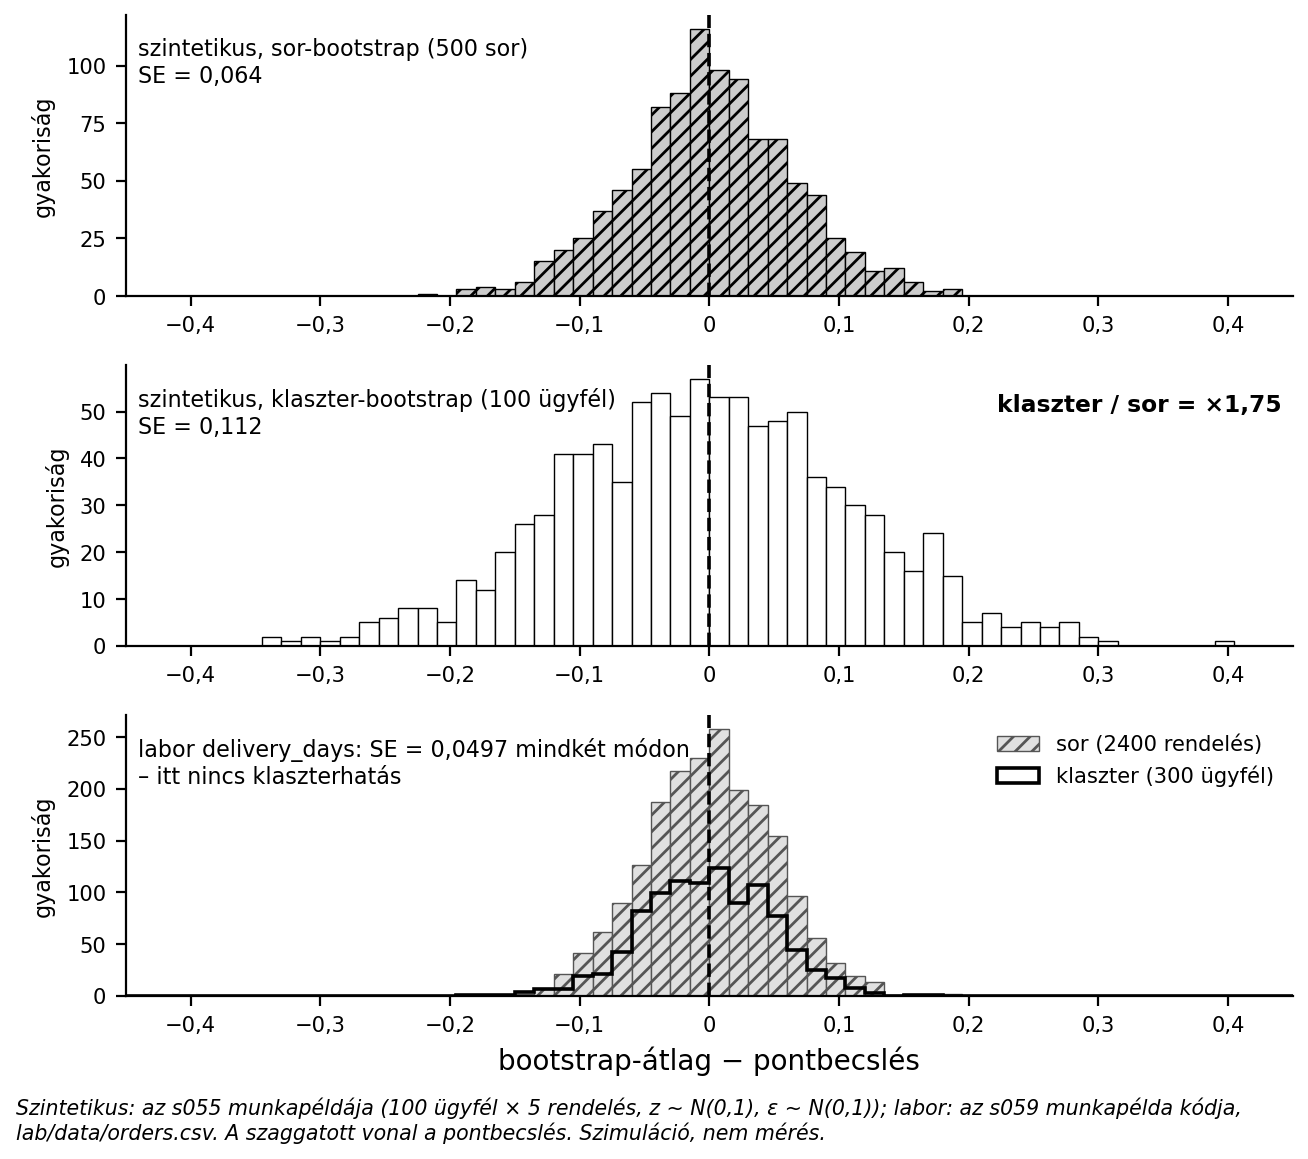 szintetikus, sor-bootstrap (500 sor)
SE = 0,064
gyakoriság
100
75
50
25
0
−0,4 −0,3 −0,2 −0,1 0 0,1 0,2 0,3 0,4
szintetikus, klaszter-bootstrap (100 ügyfél)
SE = 0,112
klaszter / sor = ×1,75
gyakoriság
50
40
30
20
10
0
−0,4 −0,3 −0,2 −0,1 0 0,1 0,2 0,3 0,4
labor delivery_days: SE = 0,0497 mindkét módon
– itt nincs klaszterhatás
sor (2400 rendelés)
klaszter (300 ügyfél)
gyakoriság
250
200
150
100
50
0
−0,4 −0,3 −0,2 −0,1 0 0,1 0,2 0,3 0,4
bootstrap-átlag − pontbecslés
Szintetikus: az s055 munkapéldája (100 ügyfél × 5 rendelés, z ~ N(0,1), ε ~ N(0,1)); labor: az s059 munkapélda kódja,
lab/data/orders.csv. A szaggatott vonal a pontbecslés. Szimuláció, nem mérés.